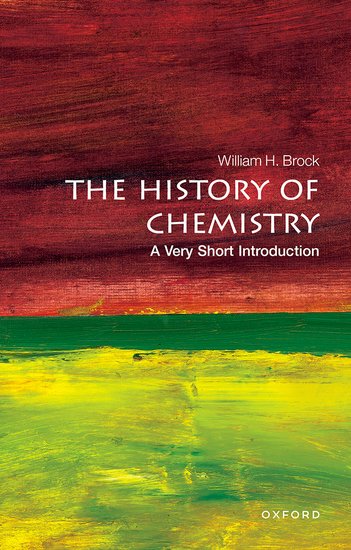 William H. Brock
THE HISTORY OF
CHEMISTRY
A Very Short Introduction
OXFORD